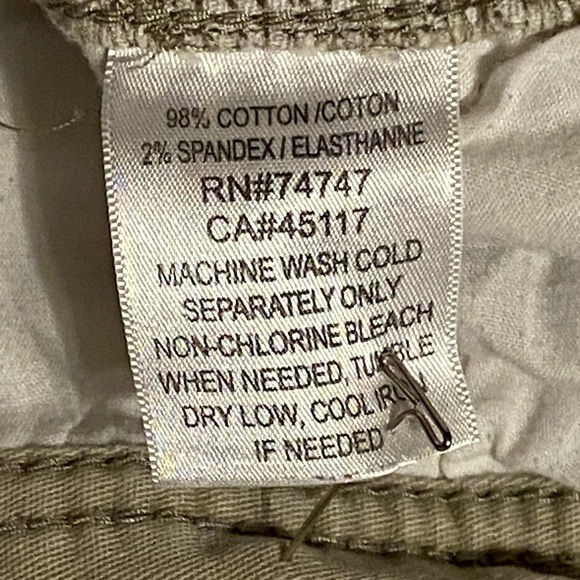 98% COTTON /COTON
2% SPANDEX / ELASTHANNE
RN#74747
CA#45117
MACHINE WASH COLD
SEPARATELY ONLY
NON-CHLORINE BLEACH
WHEN NEEDED, TUMBLE
DRY LOW, COOL IRON
IF NEEDED